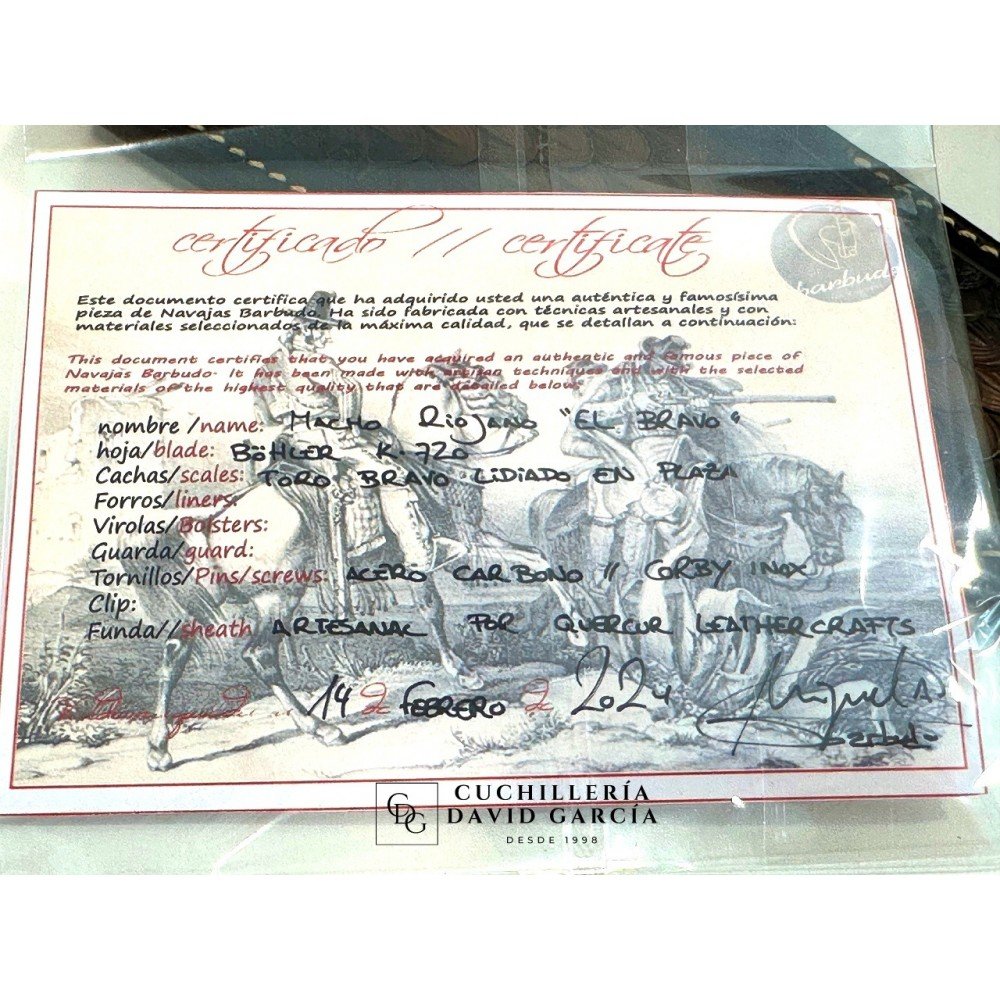 certificado // certificate
barbudo
Este documento certifica que ha adquirido usted una auténtica y famosísima
pieza de Navajas Barbudo. Ha sido fabricada con técnicas artesanales y con
materiales seleccionados de la máxima calidad, que se detallan a continuación:
This document certifies that you have acquired an authentic and famous piece of
Navajas Barbudo. It has been made with artisan techniques and with the selected
materials of the highest quality that are detailed below:
nombre /name: MACHO RIOJANO "EL BRAVO"
hoja/blade: BÖHLER K-720
Cachas/scales: TORO BRAVO LIDIADO EN PLAZA
Forros/liners:
Virolas/Bolsters:
Guarda/guard:
Tornillos/Pins/screws: ACERO CARBONO // CORBY INOX
Clip:
Funda//sheath ARTESANAL POR QUERCUR LEATHERCRAFTS
14 de FEBRERO de 2024
CDG
CUCHILLERÍA
DAVID GARCÍA
DESDE 1998